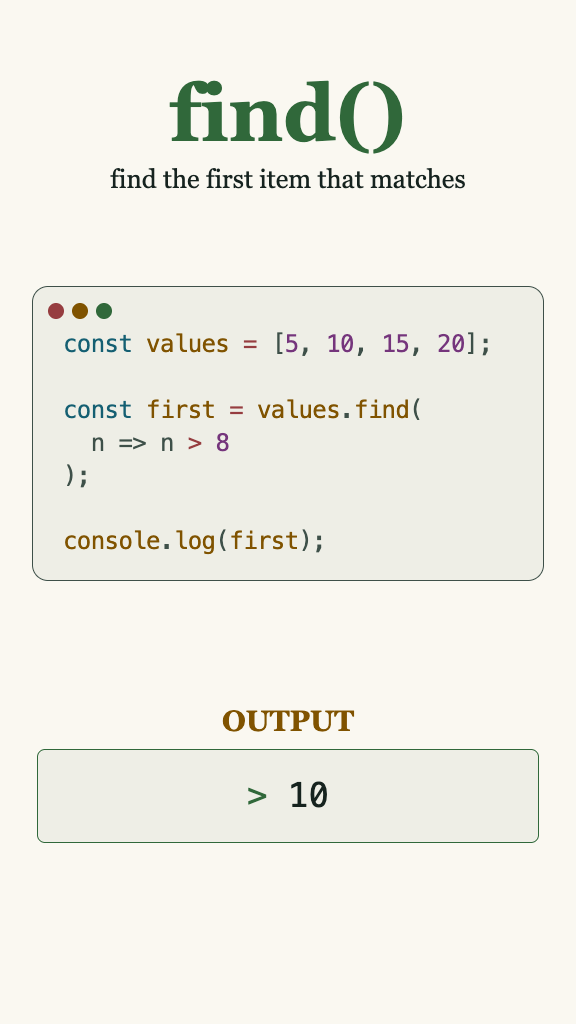 find()
find the first item that matches
const values = [5, 10, 15, 20];
const first = values.find(
  n => n > 8
);
console.log(first);
OUTPUT
> 10